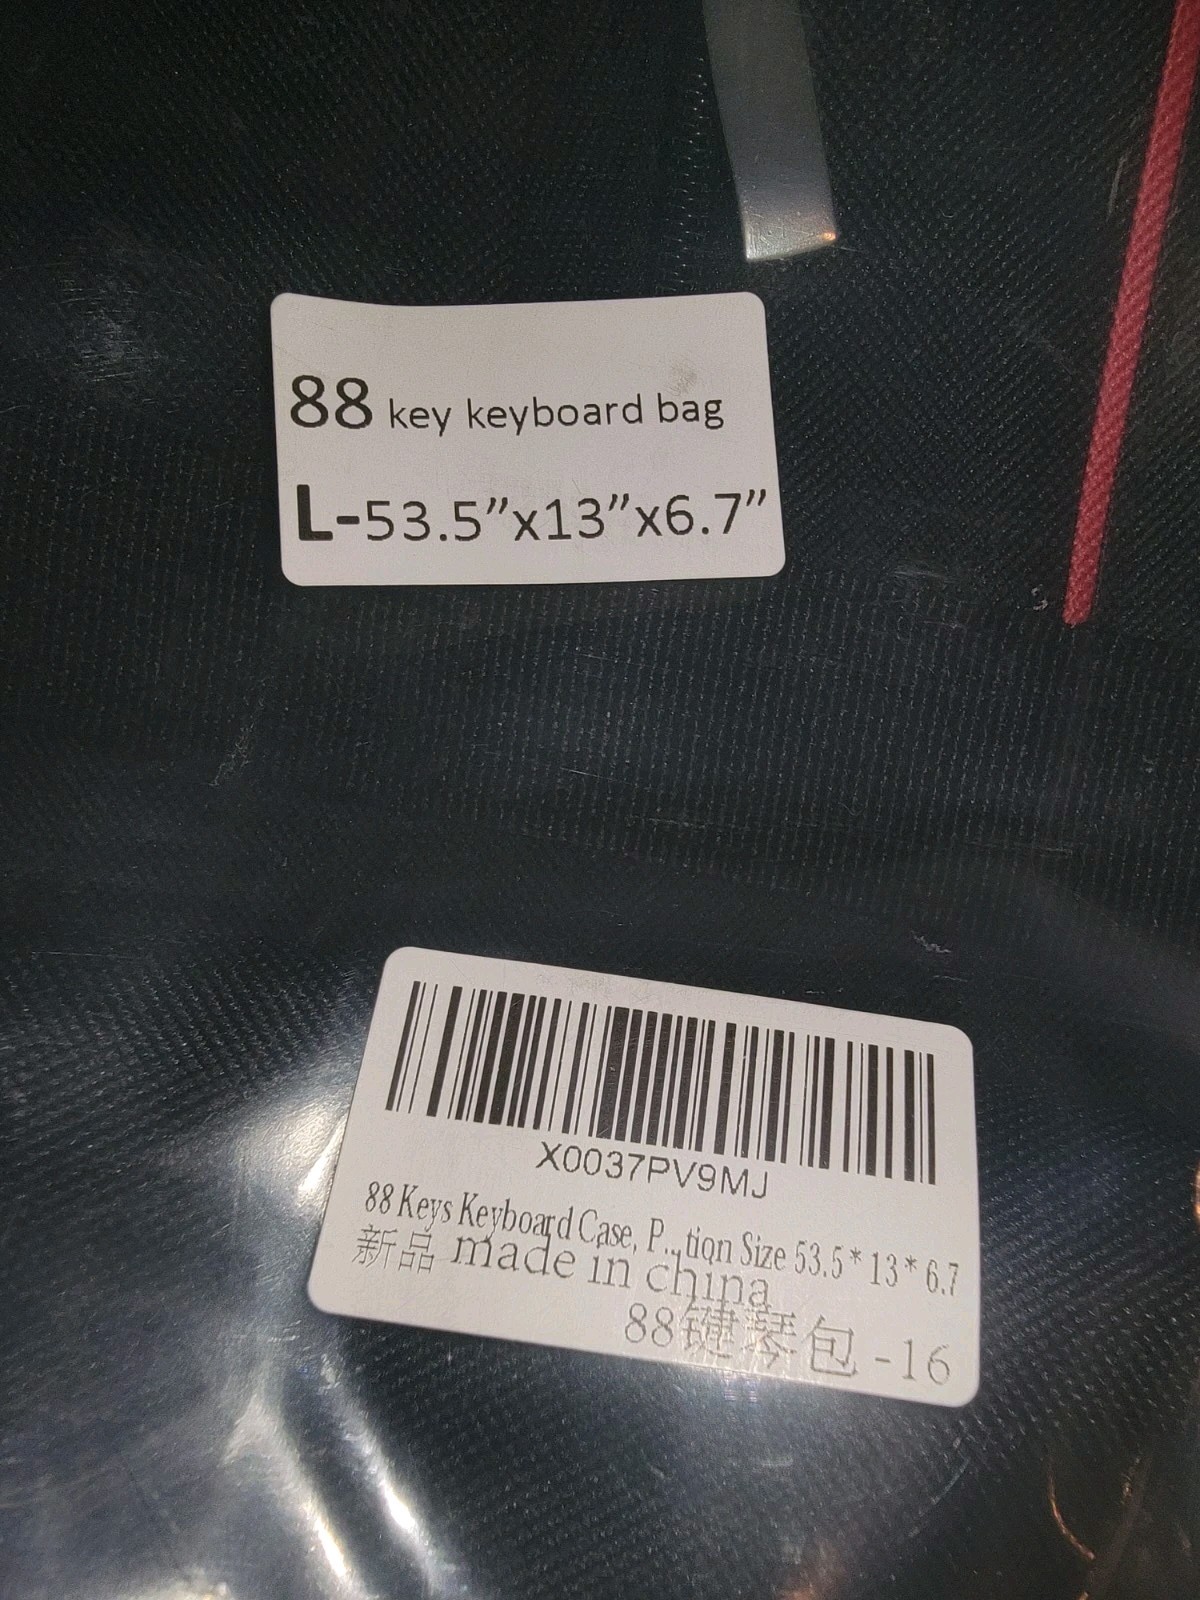 88 key keyboard bag
L-53.5”x13”x6.7”
X0037PV9MJ
88 Keys Keyboard Case, P...tion Size 53.5*13*6.7
新品 made in china
88键琴包 -16